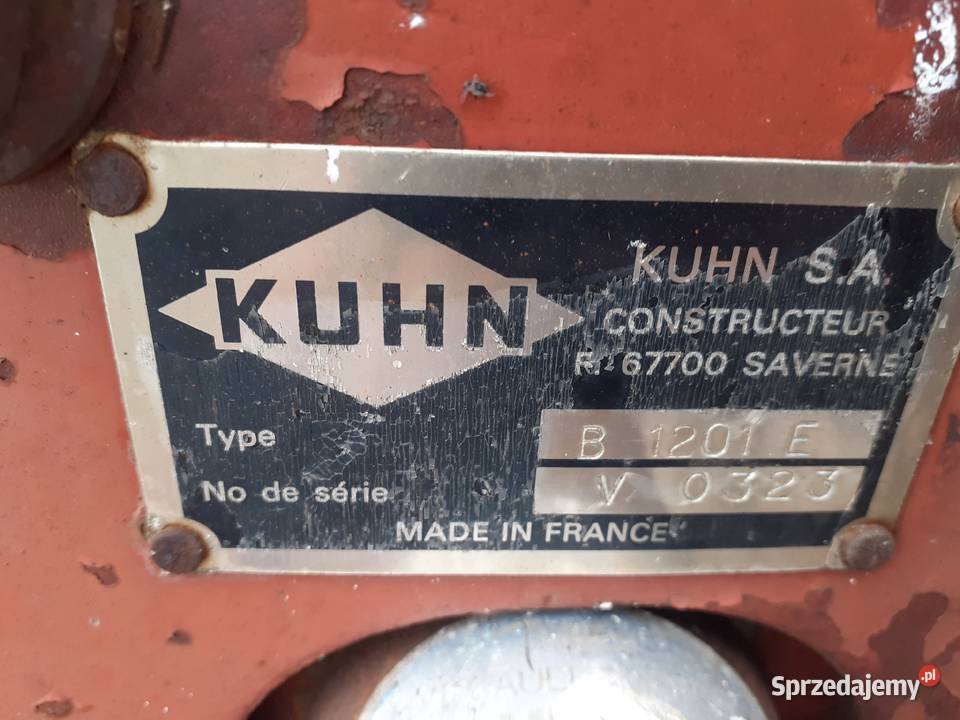 KUHN
KUHN S.A.
CONSTRUCTEUR
F-67700 SAVERNE
Type B 1201 E
No de série V 0323
MADE IN FRANCE
Sprzedajemy.pl